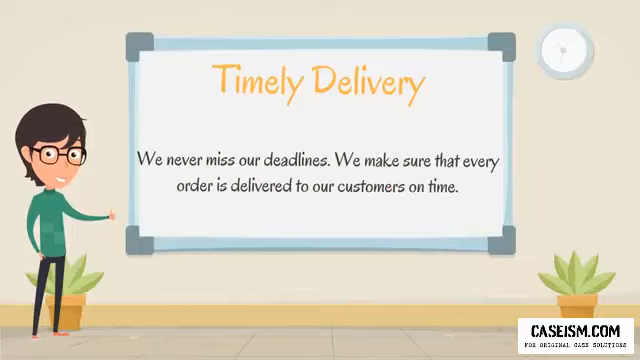 Timely Delivery
We never miss our deadlines. We make sure that every
order is delivered to our customers on time.
CASEISM.COM
FOR ORIGINAL CASE SOLUTIONS